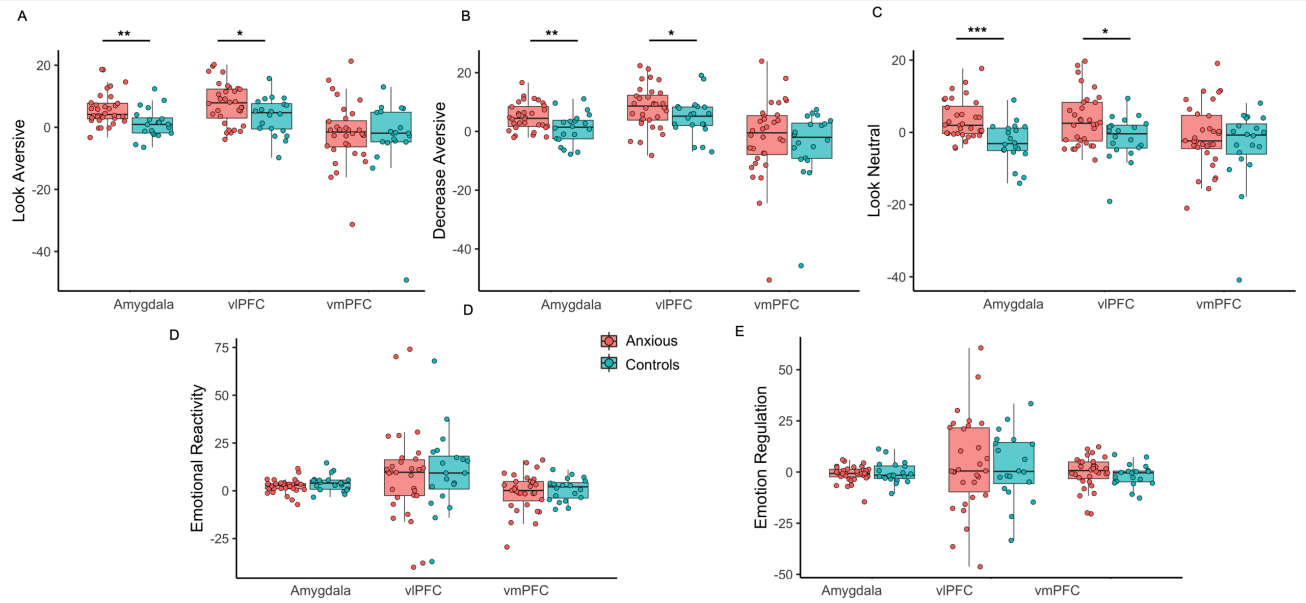 A
Look Aversive
20
0
-20
-40
**
*
Amygdala
vlPFC
vmPFC
B
Decrease Aversive
20
0
-20
-40
**
*
Amygdala
vlPFC
vmPFC
C
Look Neutral
20
0
-20
-40
***
*
Amygdala
vlPFC
vmPFC
D
D
Emotional Reactivity
75
50
25
0
-25
Amygdala
vlPFC
vmPFC
Anxious
Controls
E
Emotion Regulation
50
25
0
-25
-50
Amygdala
vlPFC
vmPFC